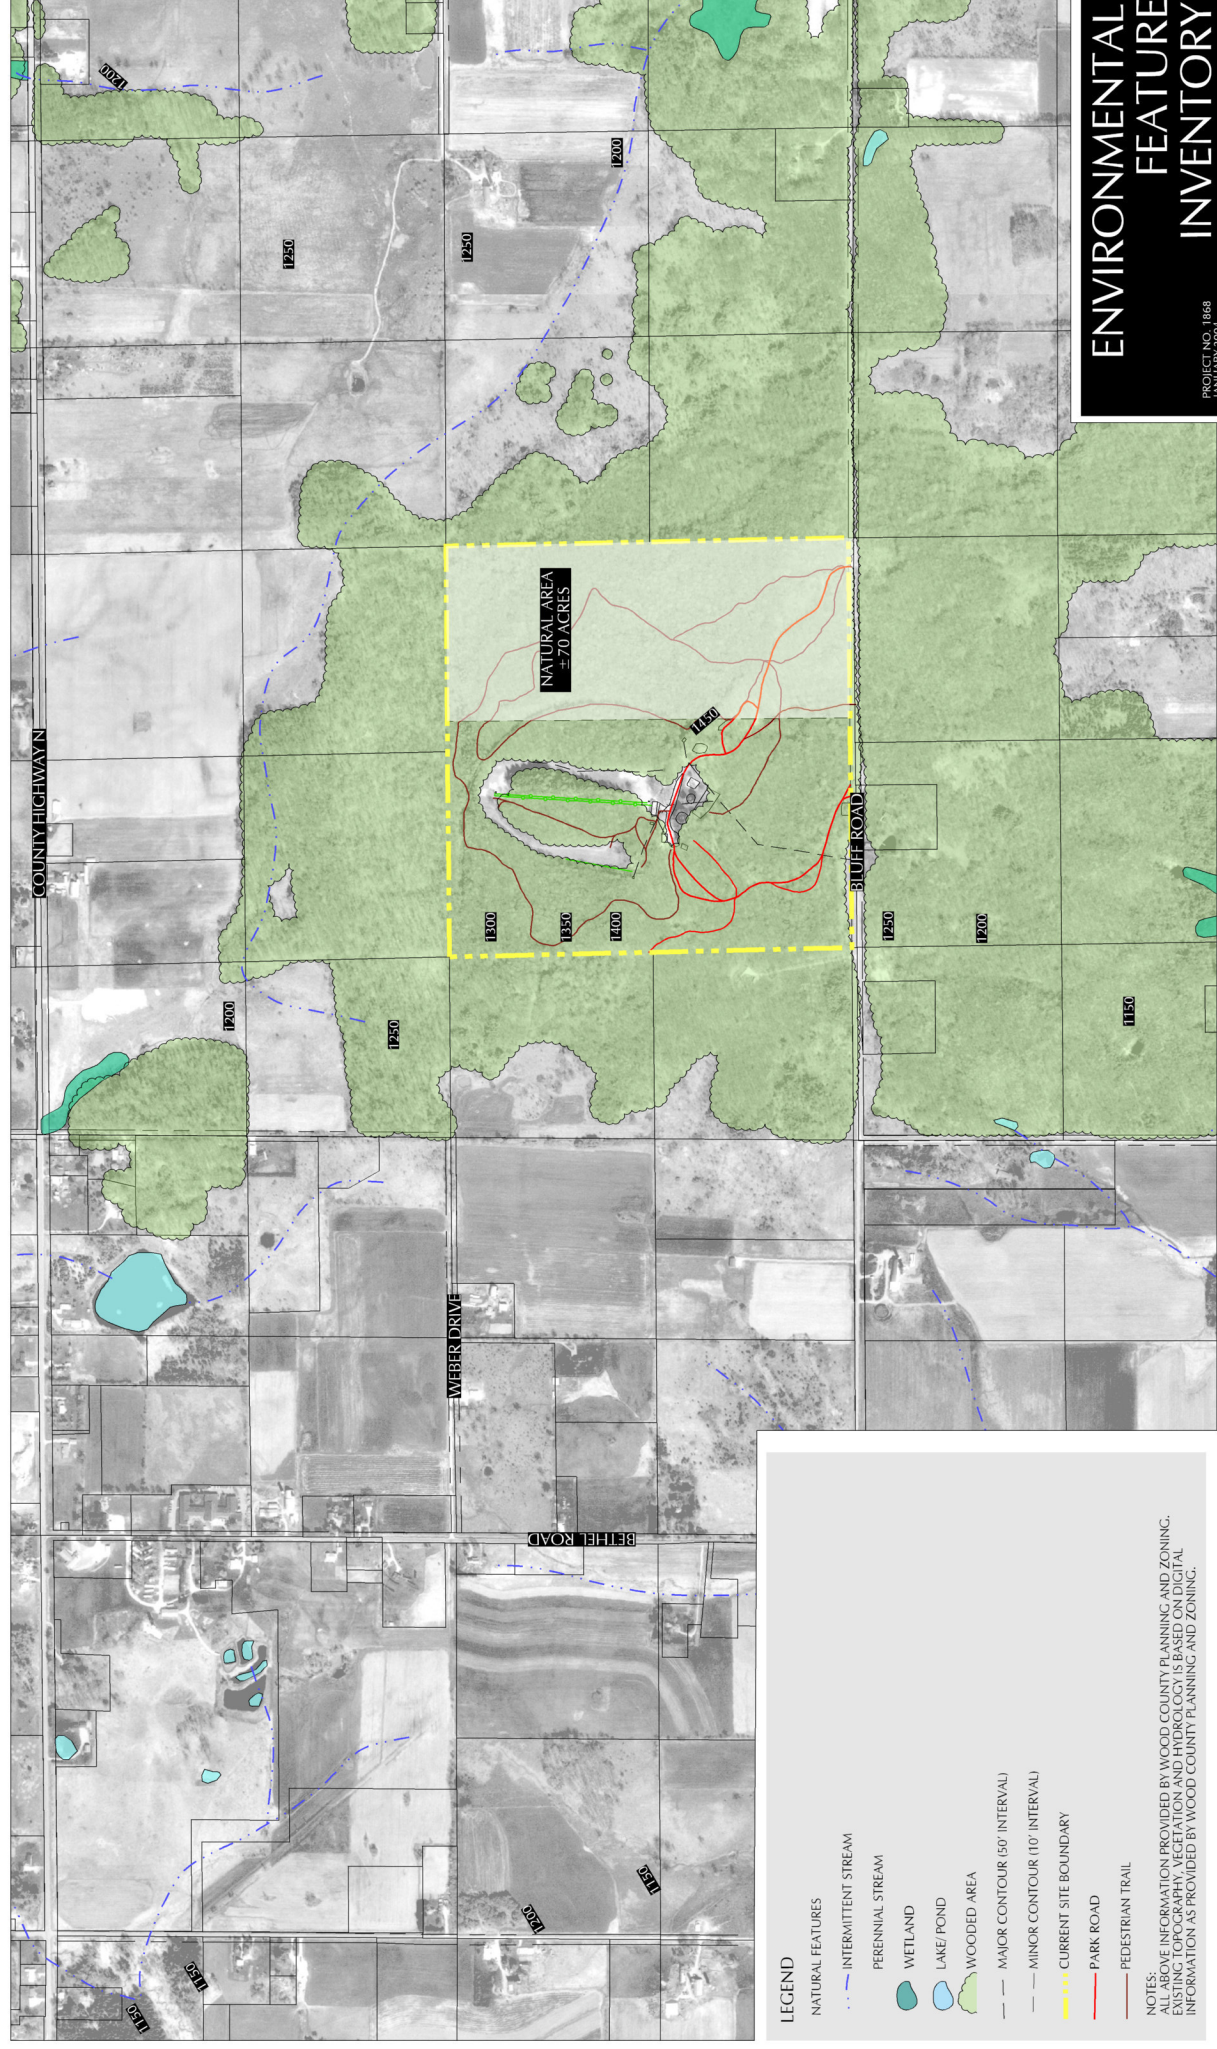 ENVIRONMENTAL
FEATURE
INVENTORY
PROJECT NO. 1868
COUNTY HIGHWAY N
WEBER DRIVE
BETHEL ROAD
BLUFF ROAD
NATURAL AREA
±70 ACRES
1200
1250
1250
1200
1450
1300
1350
1400
1250
1200
1150
1200
1250
1150
1150
1200
1150
LEGEND
NATURAL FEATURES
INTERMITTENT STREAM
PERENNIAL STREAM
WETLAND
LAKE/ POND
WOODED AREA
MAJOR CONTOUR (50' INTERVAL)
MINOR CONTOUR (10' INTERVAL)
CURRENT SITE BOUNDARY
PARK ROAD
PEDESTRIAN TRAIL
NOTES:
ALL ABOVE INFORMATION PROVIDED BY WOOD COUNTY PLANNING AND ZONING.
EXISTING TOPOGRAPHY, VEGETATION AND HYDROLOGY IS BASED ON DIGITAL
INFORMATION AS PROVIDED BY WOOD COUNTY PLANNING AND ZONING.